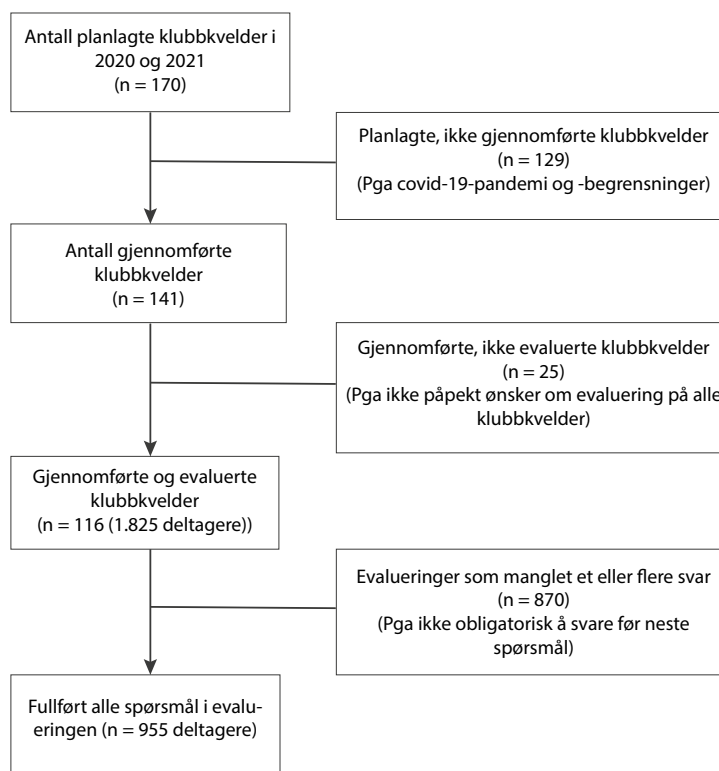 Antall planlagte klubbkvelder i
2020 og 2021
(n = 170)
Planlagte, ikke gjennomførte klubbkvelder
(n = 129)
(Pga covid-19-pandemi og -begrensninger)
Antall gjennomførte
klubbkvelder
(n = 141)
Gjennomførte, ikke evaluerte klubbkvelder
(n = 25)
(Pga ikke påpekt ønsker om evaluering på alle
klubbkvelder)
Gjennomførte og evaluerte
klubbkvelder
(n = 116 (1.825 deltagere))
Evalueringer som manglet et eller flere svar
(n = 870)
(Pga ikke obligatorisk å svare før neste
spørsmål)
Fullført alle spørsmål i evalu-
eringen (n = 955 deltagere)